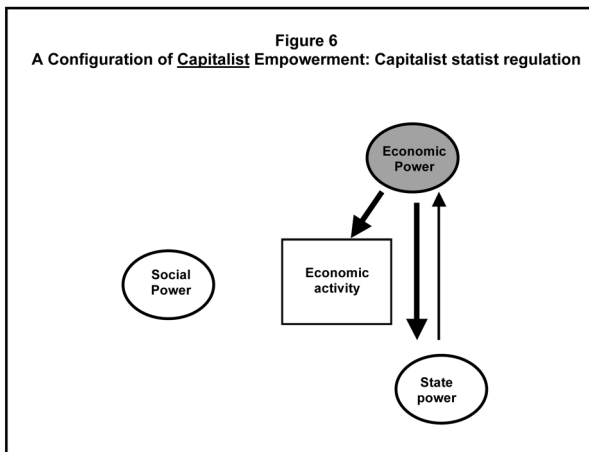 Figure 6
A Configuration of Capitalist Empowerment: Capitalist statist regulation
Economic
Power
Social
Power
Economic
activity
State
power